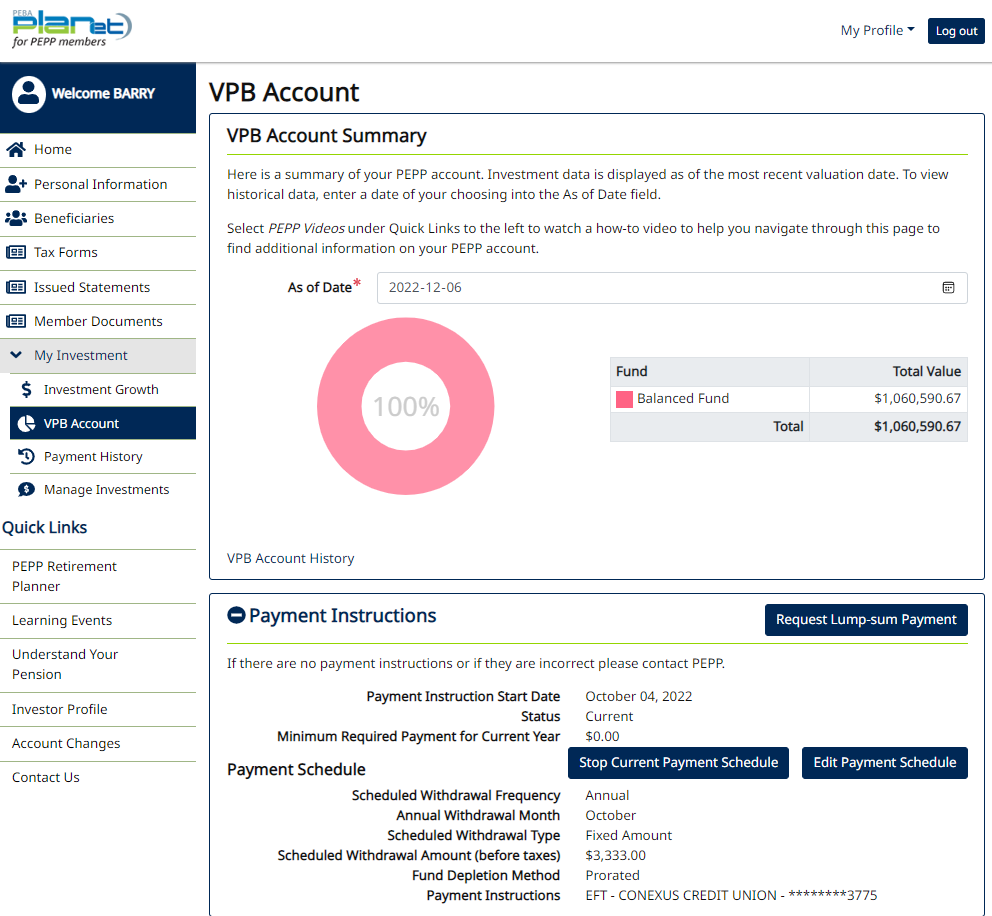 PEBA
planet
for PEPP members
My Profile
Log out
Welcome BARRY
Home
Personal Information
Beneficiaries
Tax Forms
Issued Statements
Member Documents
My Investment
Investment Growth
VPB Account
Payment History
Manage Investments
Quick Links
PEPP Retirement
Planner
Learning Events
Understand Your
Pension
Investor Profile
Account Changes
Contact Us
VPB Account
VPB Account Summary
Here is a summary of your PEPP account. Investment data is displayed as of the most recent valuation date. To view
historical data, enter a date of your choosing into the As of Date field.
Select PEPP Videos under Quick Links to the left to watch a how-to video to help you navigate through this page to
find additional information on your PEPP account.
As of Date* 2022-12-06
100%
Fund Total Value
Balanced Fund $1,060,590.67
Total $1,060,590.67
VPB Account History
Payment Instructions Request Lump-sum Payment
If there are no payment instructions or if they are incorrect please contact PEPP.
Payment Instruction Start Date October 04, 2022
Status Current
Minimum Required Payment for Current Year $0.00
Payment Schedule Stop Current Payment Schedule Edit Payment Schedule
Scheduled Withdrawal Frequency Annual
Annual Withdrawal Month October
Scheduled Withdrawal Type Fixed Amount
Scheduled Withdrawal Amount (before taxes) $3,333.00
Fund Depletion Method Prorated
Payment Instructions EFT - CONEXUS CREDIT UNION - ********3775